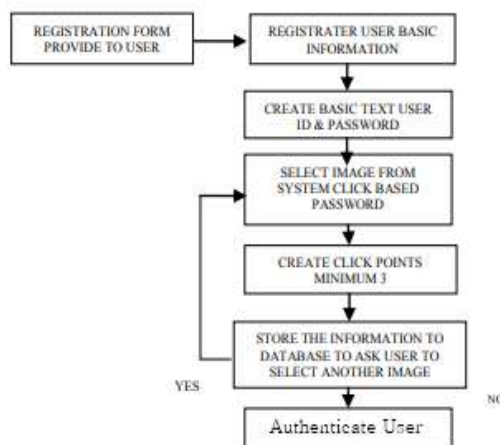 REGISTRATION FORM
PROVIDE TO USER
REGISTRATER USER BASIC
INFORMATION
CREATE BASIC TEXT USER
ID & PASSWORD
SELECT IMAGE FROM
SYSTEM CLICK BASED
PASSWORD
CREATE CLICK POINTS
MINIMUM 3
STORE THE INFORMATION TO
DATABASE TO ASK USER TO
SELECT ANOTHER IMAGE
YES
NO
Authenticate User